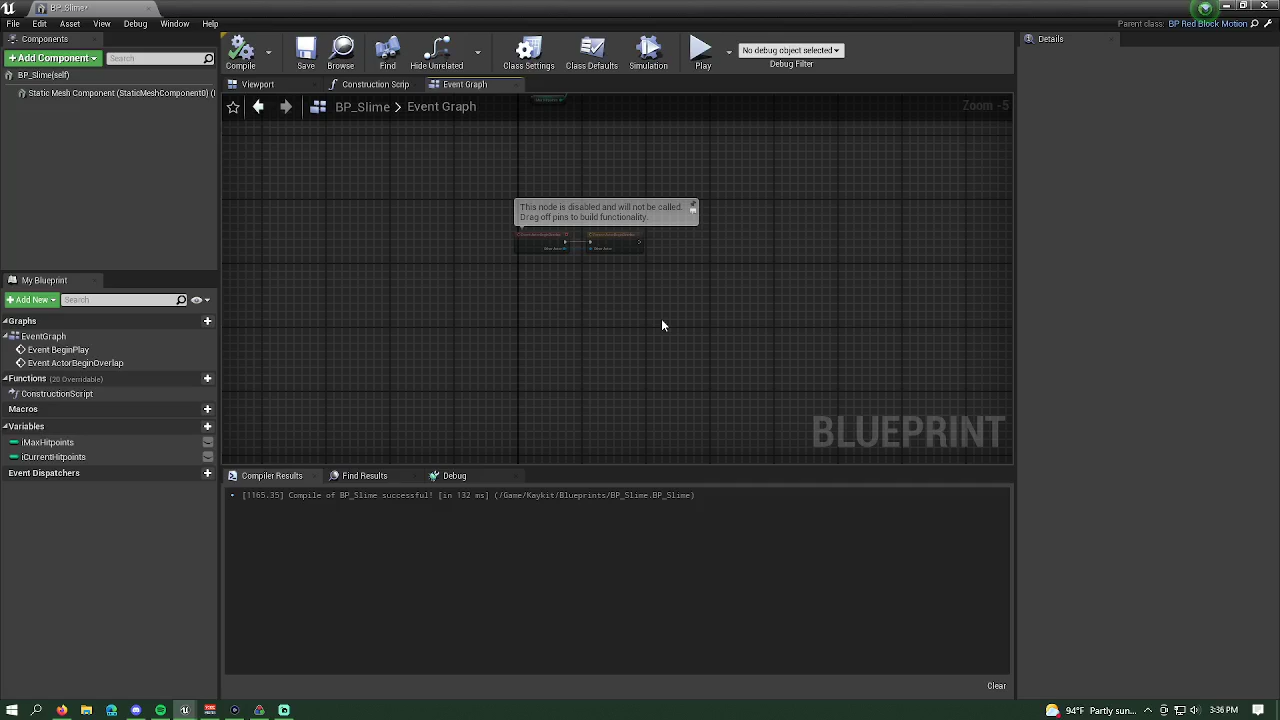 BP_Slime*
File Edit Asset View Debug Window Help
Parent class: BP Red Block Motion
Components
+Add Component
Search
BP_Slime(self)
Static Mesh Component (StaticMeshComponent0) (I
Compile
Save
Browse
Find
Hide Unrelated
Class Settings
Class Defaults
Simulation
Play
No debug object selected
Debug Filter
Details
Viewport
Construction Scrip
Event Graph
BP_Slime > Event Graph
Zoom -5
This node is disabled and will not be called.
Drag off pins to build functionality.
BLUEPRINT
My Blueprint
+Add New
Search
Graphs
EventGraph
Event BeginPlay
Event ActorBeginOverlap
Functions (20 Overridable)
ConstructionScript
Macros
Variables
iMaxHitpoints
iCurrentHitpoints
Event Dispatchers
Compiler Results
Find Results
Debug
[1165.35] Compile of BP_Slime successful! [in 132 ms] (/Game/Kaykit/Blueprints/BP_Slime.BP_Slime)
Clear
94°F Partly sun...
3:36 PM